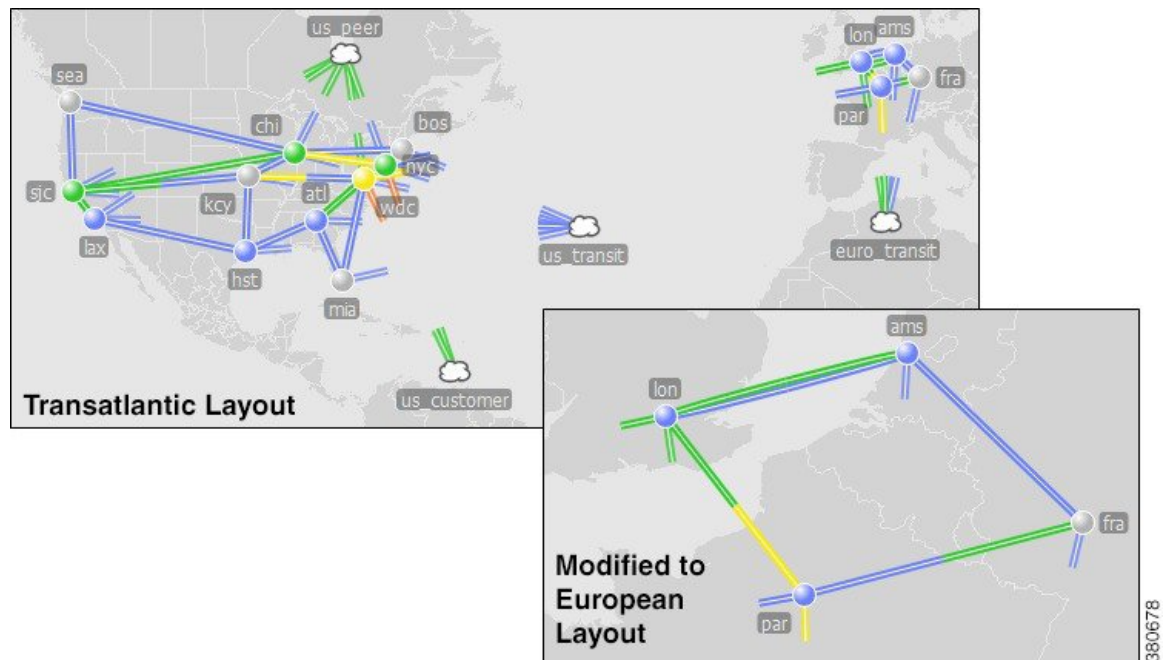 us_peer
lon
ams
sea
fra
par
chi
bos
nyc
sjc
kcy
atl
wdc
lax
hst
us_transit
euro_transit
mia
us_customer
Transatlantic Layout
ams
lon
fra
par
Modified to
European
Layout
380678